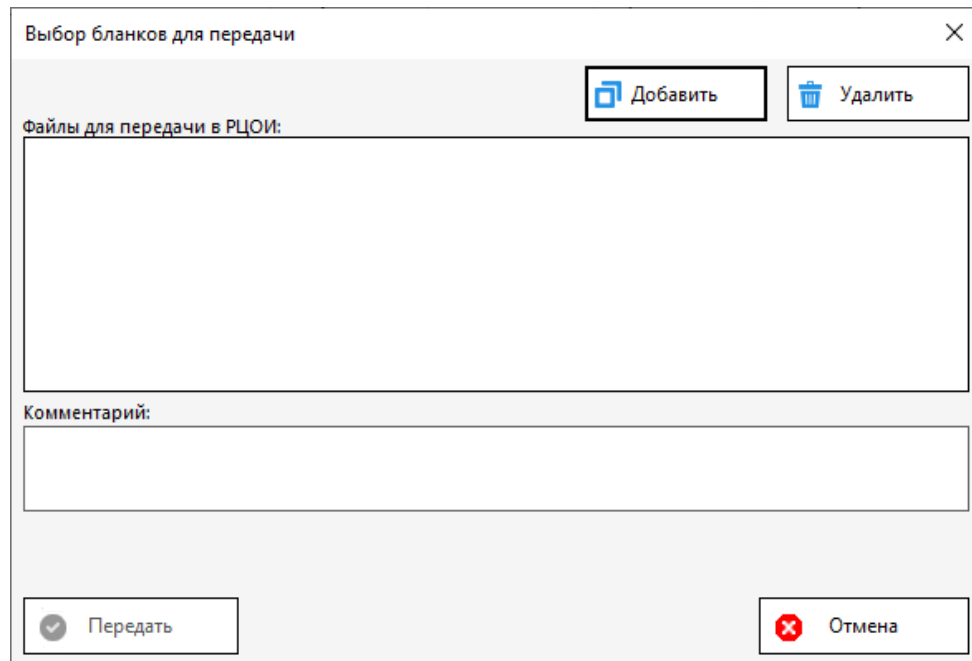 Выбор бланков для передачи
Добавить
Удалить
Файлы для передачи в РЦОИ:
Комментарий:
Передать
Отмена